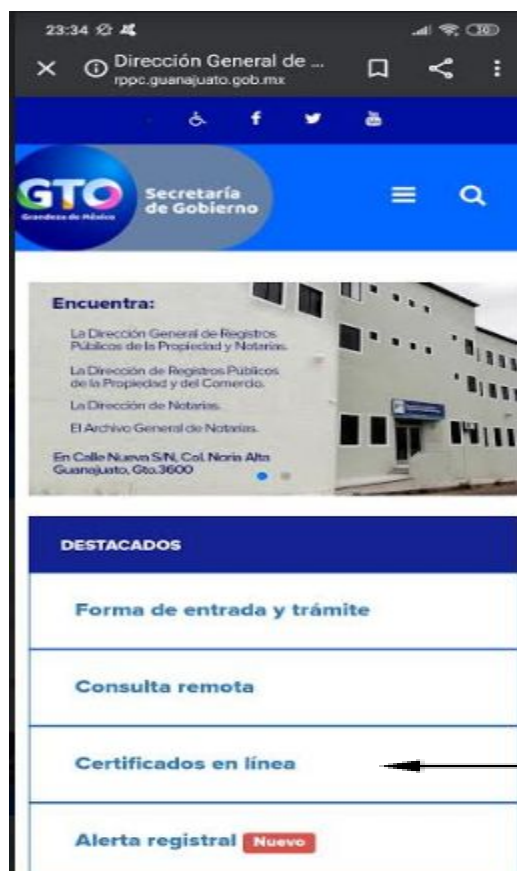 23:34
30
Dirección General de ...
rppc.guanajuato.gob.mx
GTO
Grandeza de México
Secretaría
de Gobierno
Encuentra:
La Dirección General de Registros
Públicos de la Propiedad y Notarías.
La Dirección de Registros Públicos
de la Propiedad y del Comercio.
La Dirección de Notarías.
El Archivo General de Notarías.
En Calle Nueva S/N, Col. Noria Alta
Guanajuato, Gto.3600
DESTACADOS
Forma de entrada y trámite
Consulta remota
Certificados en línea
Alerta registral Nuevo